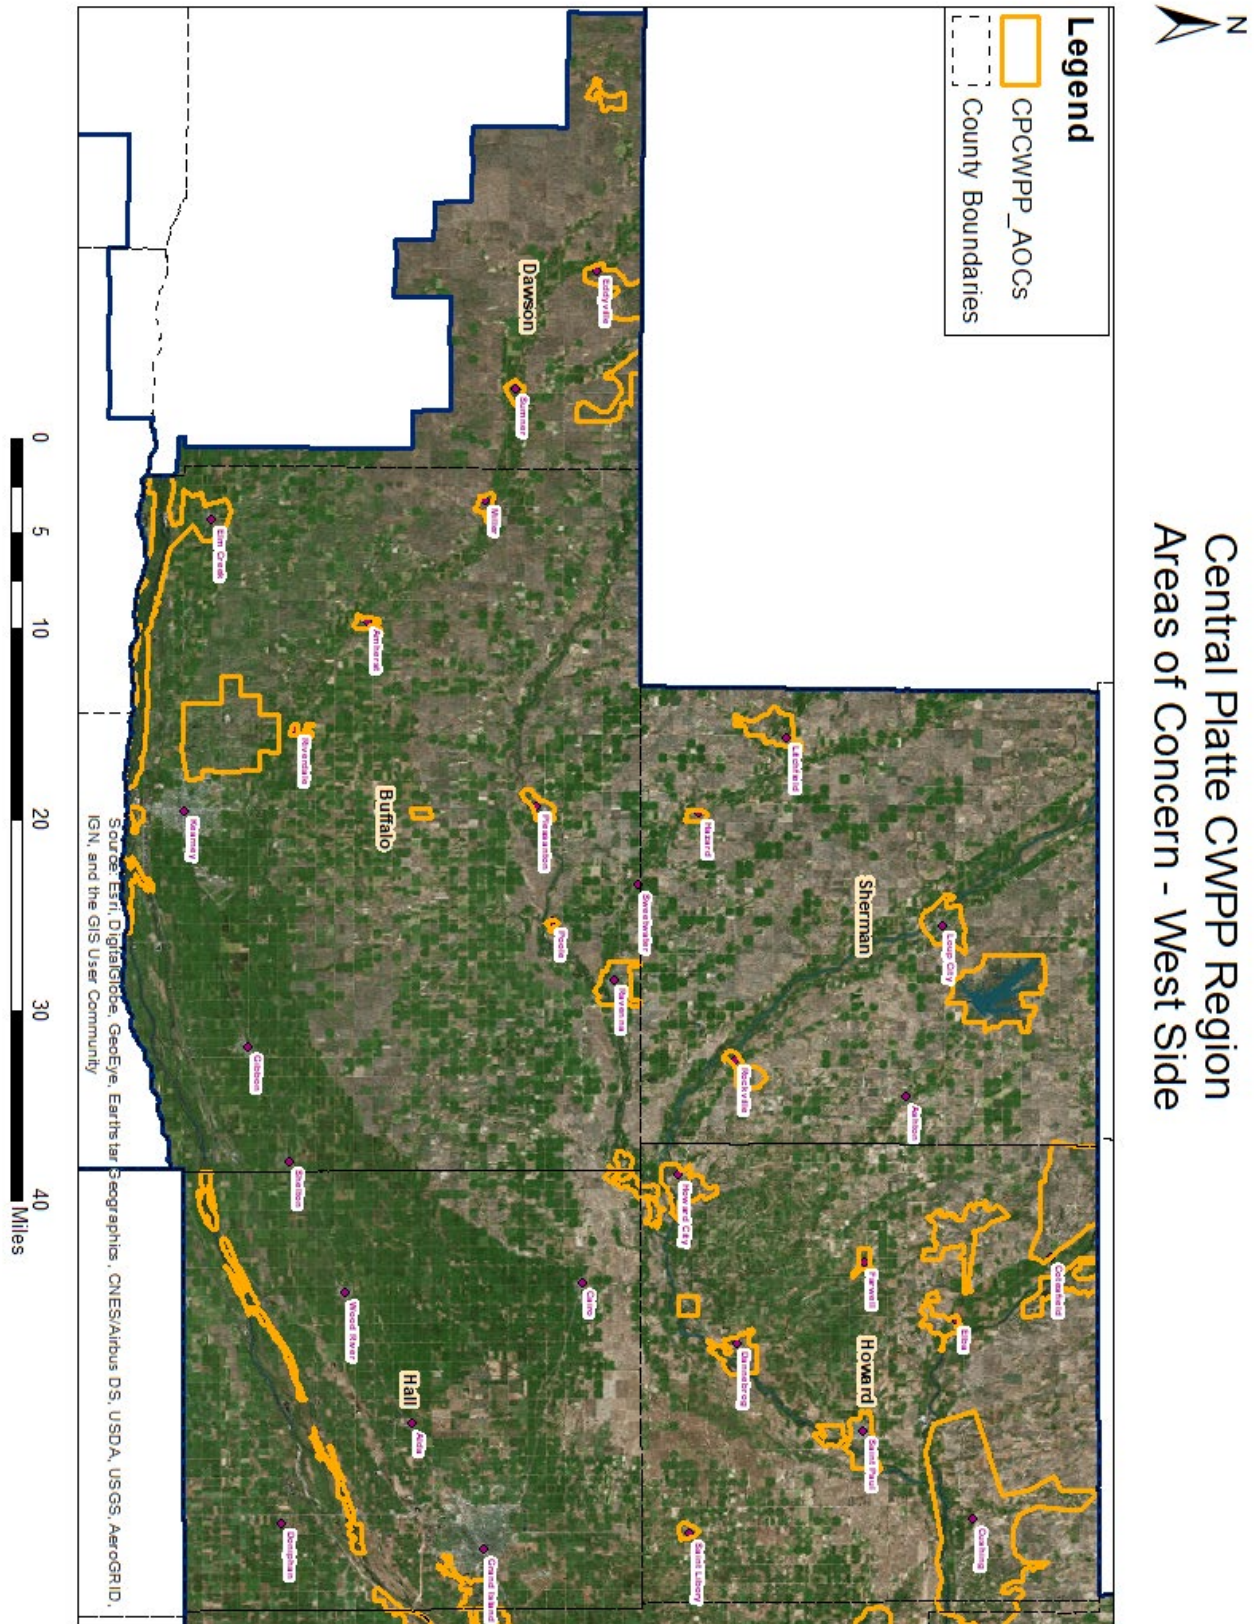 Central Platte CWPP Region
Areas of Concern - West Side
N
Legend
CPCWPP_AOCs
County Boundaries
Cotesfield
Cushing
Loup City
Elba
Ashton
Sherman
Farwell
Howard
Saint Paul
Litchfield
Rockville
Dannebrog
Hazard
Howard City
Saint Libory
Sweetwater
Eddyville
Ravenna
Cairo
Poole
Pleasanton
Dawson
Sumner
Miller
Grand Island
Alda
Hall
Buffalo
Amherst
Wood River
Riverdale
Shelton
Doniphan
Gibbon
Elm Creek
Kearney
Source: Esri, DigitalGlobe, GeoEye, Earthstar Geographics, CNES/Airbus DS, USDA, USGS, AeroGRID,
IGN, and the GIS User Community
0 5 10 20 30 40
Miles